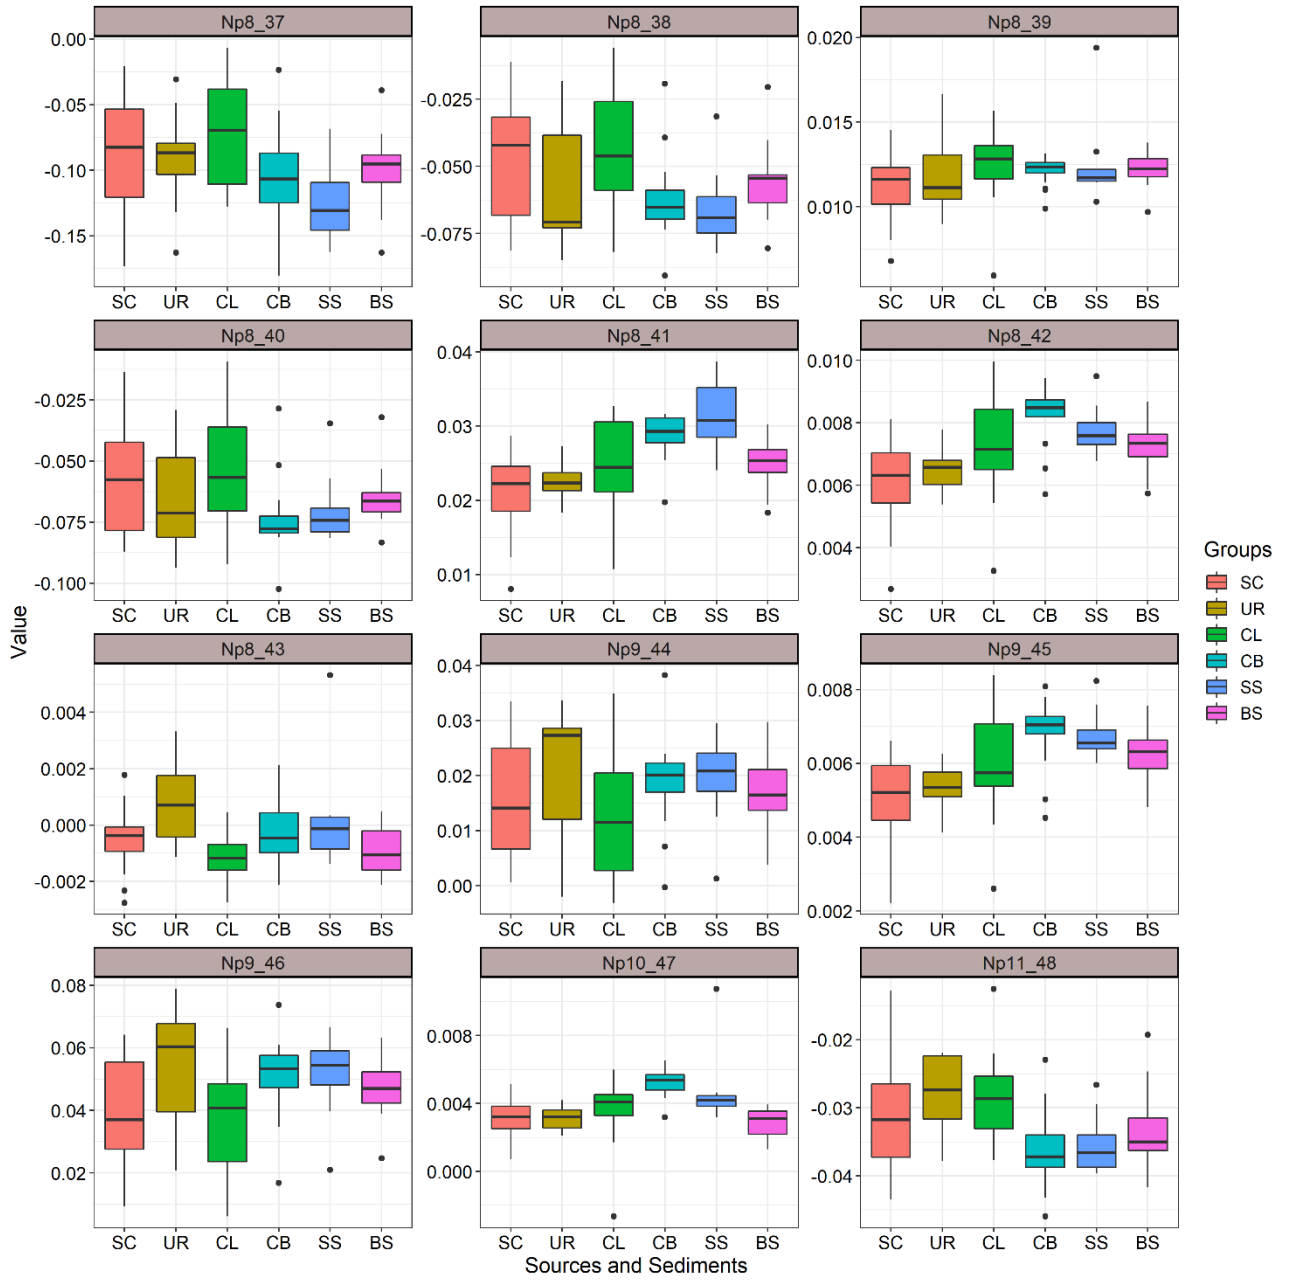 Np8_37 Np8_38 Np8_39
0.00
-0.05
-0.10
-0.15
-0.025
-0.050
-0.075
0.020
0.015
0.010
SC UR CL CB SS BS SC UR CL CB SS BS SC UR CL CB SS BS
Np8_40 Np8_41 Np8_42
-0.025
-0.050
-0.075
-0.100
0.04
0.03
0.02
0.01
0.010
0.008
0.006
0.004
SC UR CL CB SS BS SC UR CL CB SS BS SC UR CL CB SS BS
Np8_43 Np9_44 Np9_45
0.004
0.002
0.000
-0.002
0.04
0.03
0.02
0.01
0.00
0.008
0.006
0.004
0.002
SC UR CL CB SS BS SC UR CL CB SS BS SC UR CL CB SS BS
Np9_46 Np10_47 Np11_48
0.08
0.06
0.04
0.02
0.008
0.004
0.000
-0.02
-0.03
-0.04
SC UR CL CB SS BS SC UR CL CB SS BS SC UR CL CB SS BS
Sources and Sediments
Value
Groups
SC
UR
CL
CB
SS
BS